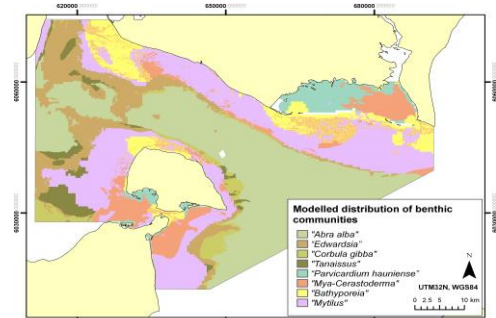 620000
650000
680000
Modelled distribution of benthic
communities
"Abra alba"
"Edwardsia"
"Corbula gibba"
"Tanaissus"
"Parvicardium hauniense"
"Mya-Cerastoderma"
"Bathyporeia"
"Mytilus"
N
UTM32N, WGS84
0 2.5 5 10 km